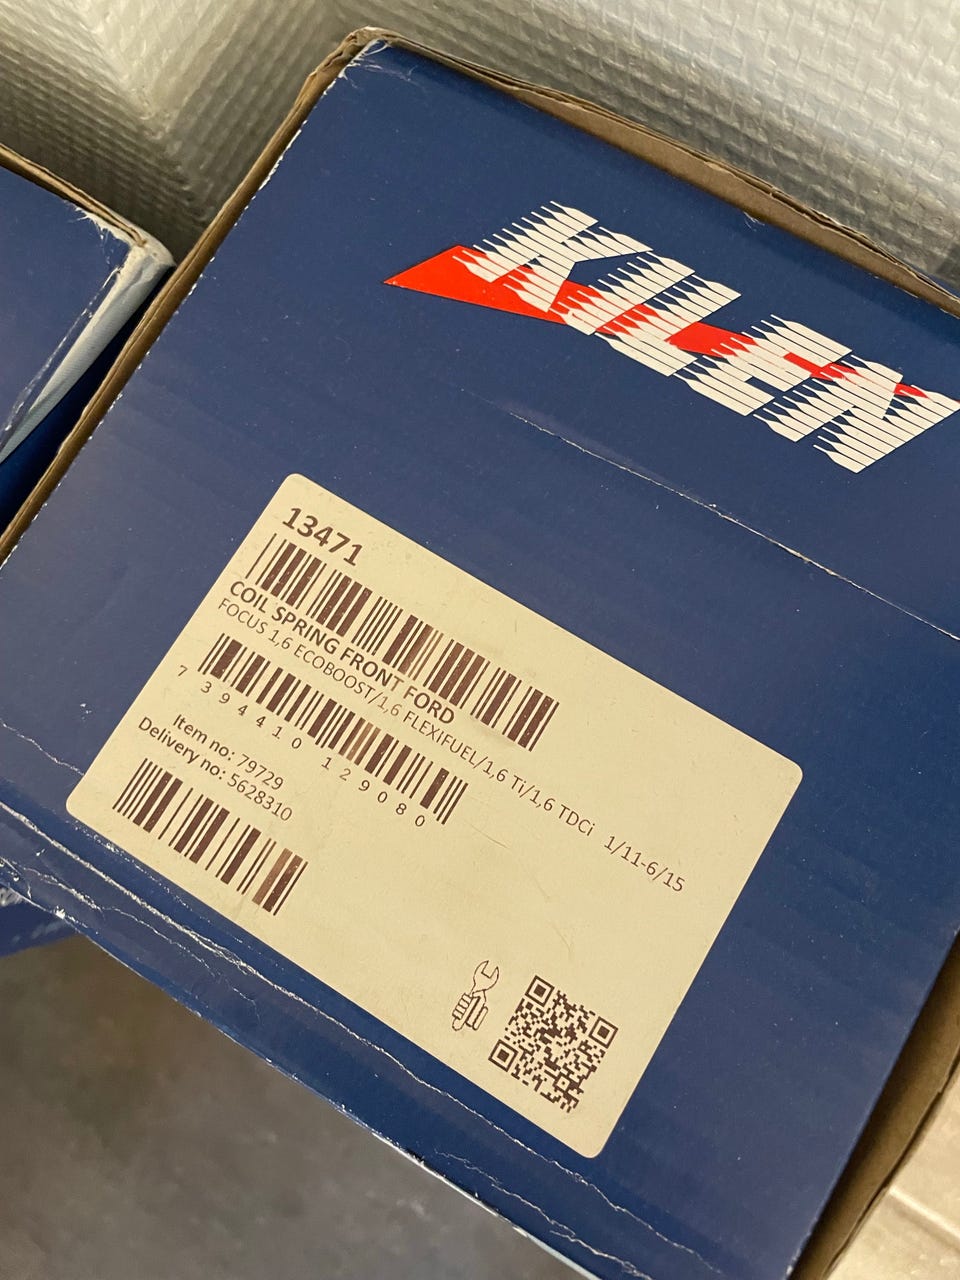 KILEN
13471
COIL SPRING FRONT FORD
FOCUS 1,6 ECOBOOST/1,6 FLEXIFUEL/1,6 Ti/1,6 TDCi 1/11-6/15
7 394410 129080
Item no: 79729
Delivery no: 5628310